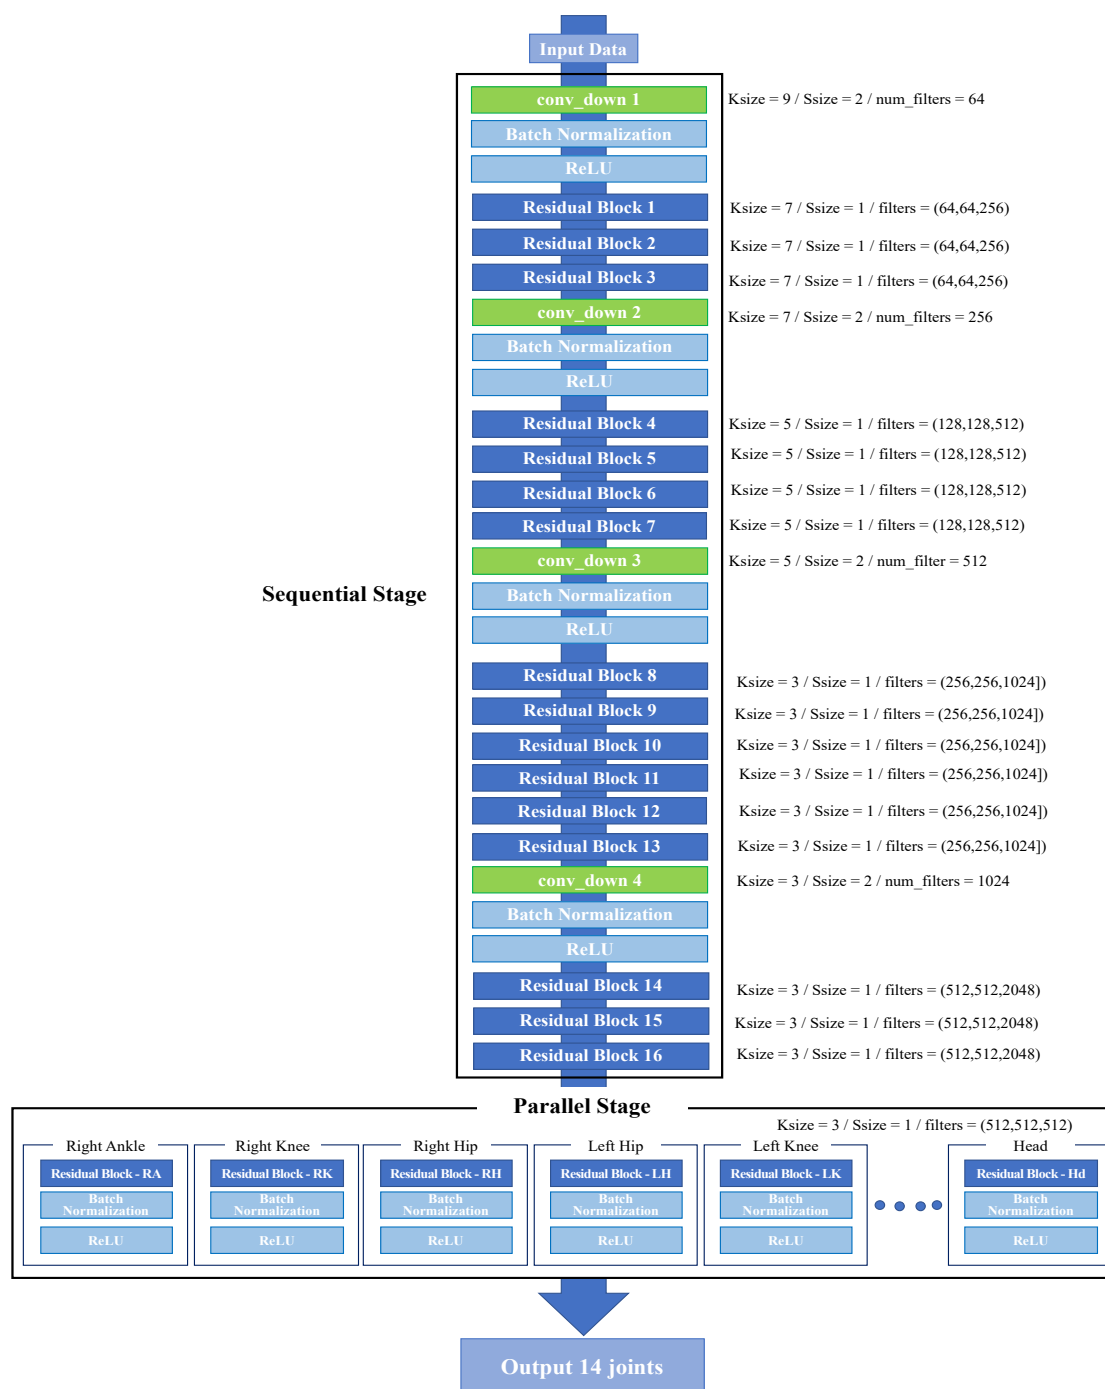 Input Data
conv_down 1
Ksize = 9 / Ssize = 2 / num_filters = 64
Batch Normalization
ReLU
Residual Block 1
Ksize = 7 / Ssize = 1 / filters = (64,64,256)
Residual Block 2
Ksize = 7 / Ssize = 1 / filters = (64,64,256)
Residual Block 3
Ksize = 7 / Ssize = 1 / filters = (64,64,256)
conv_down 2
Ksize = 7 / Ssize = 2 / num_filters = 256
Batch Normalization
ReLU
Residual Block 4
Ksize = 5 / Ssize = 1 / filters = (128,128,512)
Residual Block 5
Ksize = 5 / Ssize = 1 / filters = (128,128,512)
Residual Block 6
Ksize = 5 / Ssize = 1 / filters = (128,128,512)
Residual Block 7
Ksize = 5 / Ssize = 1 / filters = (128,128,512)
conv_down 3
Ksize = 5 / Ssize = 2 / num_filter = 512
Sequential Stage
Batch Normalization
ReLU
Residual Block 8
Ksize = 3 / Ssize = 1 / filters = (256,256,1024])
Residual Block 9
Ksize = 3 / Ssize = 1 / filters = (256,256,1024])
Residual Block 10
Ksize = 3 / Ssize = 1 / filters = (256,256,1024])
Residual Block 11
Ksize = 3 / Ssize = 1 / filters = (256,256,1024])
Residual Block 12
Ksize = 3 / Ssize = 1 / filters = (256,256,1024])
Residual Block 13
Ksize = 3 / Ssize = 1 / filters = (256,256,1024])
conv_down 4
Ksize = 3 / Ssize = 2 / num_filters = 1024
Batch Normalization
ReLU
Residual Block 14
Ksize = 3 / Ssize = 1 / filters = (512,512,2048)
Residual Block 15
Ksize = 3 / Ssize = 1 / filters = (512,512,2048)
Residual Block 16
Ksize = 3 / Ssize = 1 / filters = (512,512,2048)
Parallel Stage
Ksize = 3 / Ssize = 1 / filters = (512,512,512)
Right Ankle
Residual Block - RA
Batch
Normalization
ReLU
Right Knee
Residual Block - RK
Batch
Normalization
ReLU
Right Hip
Residual Block - RH
Batch
Normalization
ReLU
Left Hip
Residual Block - LH
Batch
Normalization
ReLU
Left Knee
Residual Block - LK
Batch
Normalization
ReLU
Head
Residual Block - Hd
Batch
Normalization
ReLU
Output 14 joints